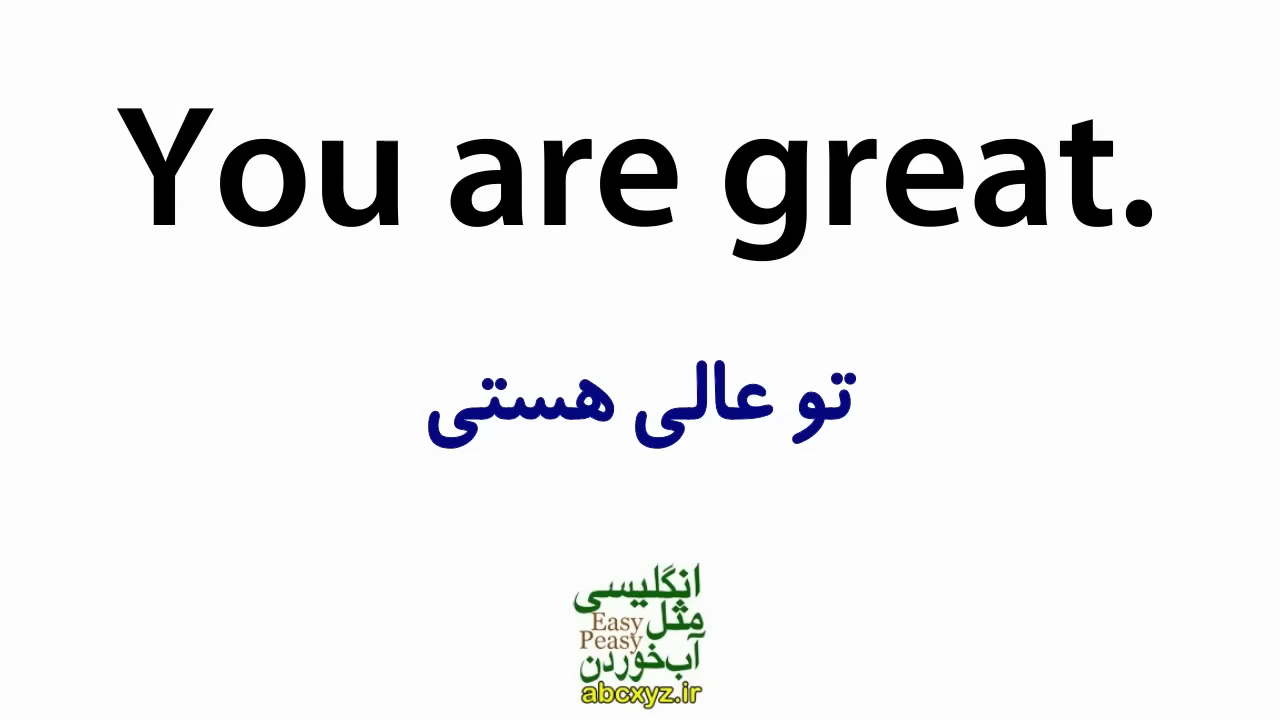 You are great.
تو عالی هستی
انگلیسی
مثل
Easy
Peasy
آب‌خوردن
abcxyz.ir